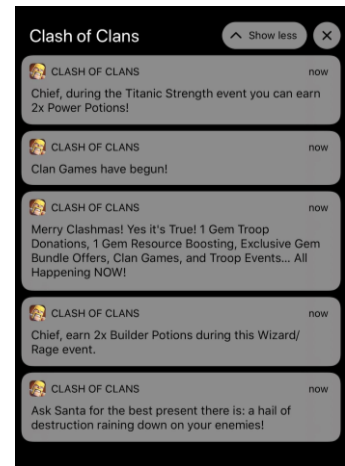 Clash of Clans
Show less
CLASH OF CLANS now
Chief, during the Titanic Strength event you can earn
2x Power Potions!
CLASH OF CLANS now
Clan Games have begun!
CLASH OF CLANS now
Merry Clashmas! Yes it's True! 1 Gem Troop
Donations, 1 Gem Resource Boosting, Exclusive Gem
Bundle Offers, Clan Games, and Troop Events... All
Happening NOW!
CLASH OF CLANS now
Chief, earn 2x Builder Potions during this Wizard/
Rage event.
CLASH OF CLANS now
Ask Santa for the best present there is: a hail of
destruction raining down on your enemies!